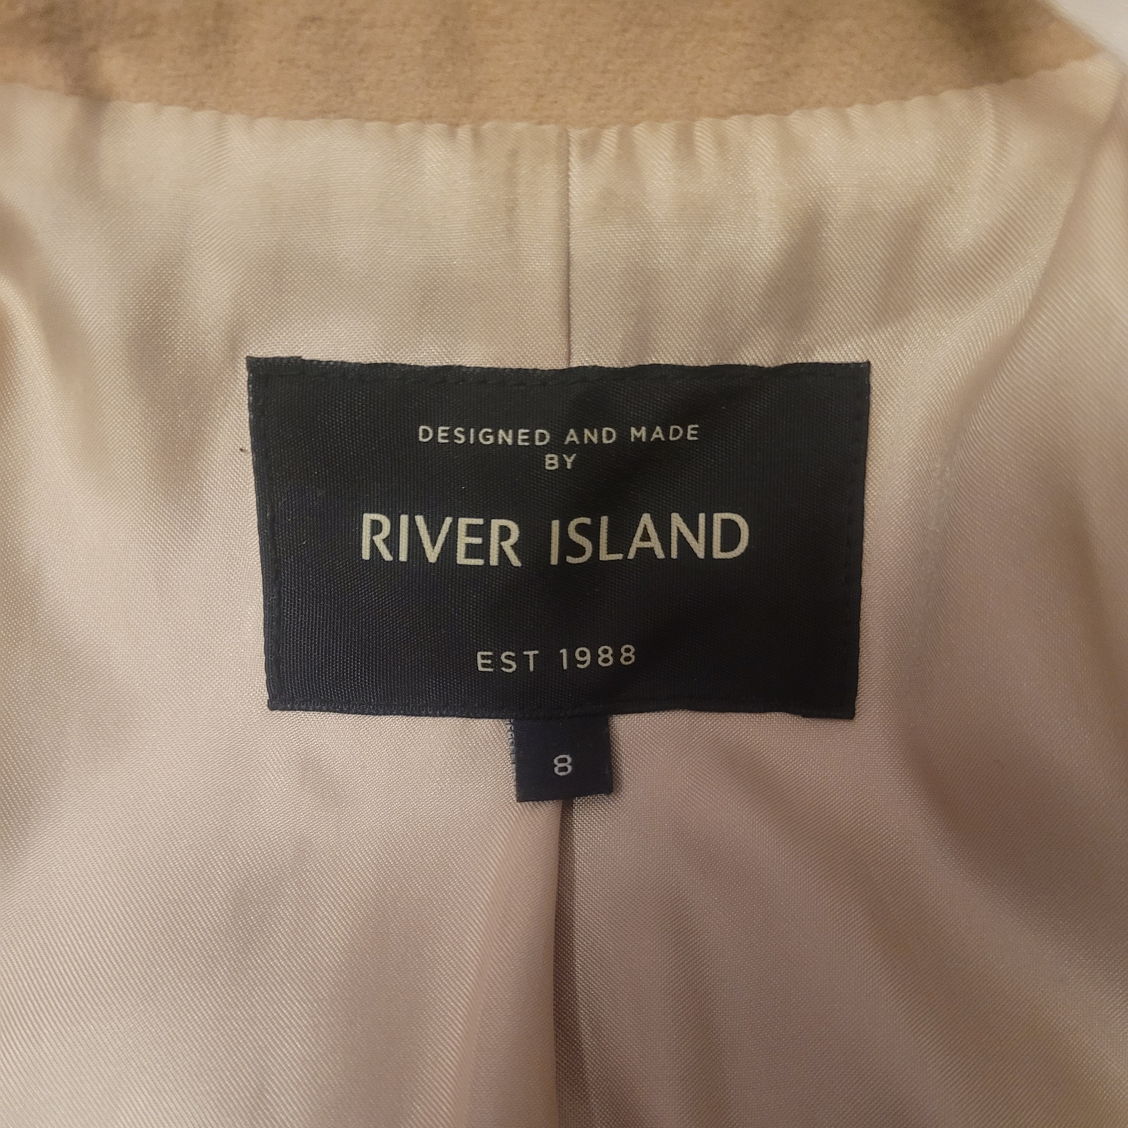 DESIGNED AND MADE
BY
RIVER ISLAND
EST 1988
8